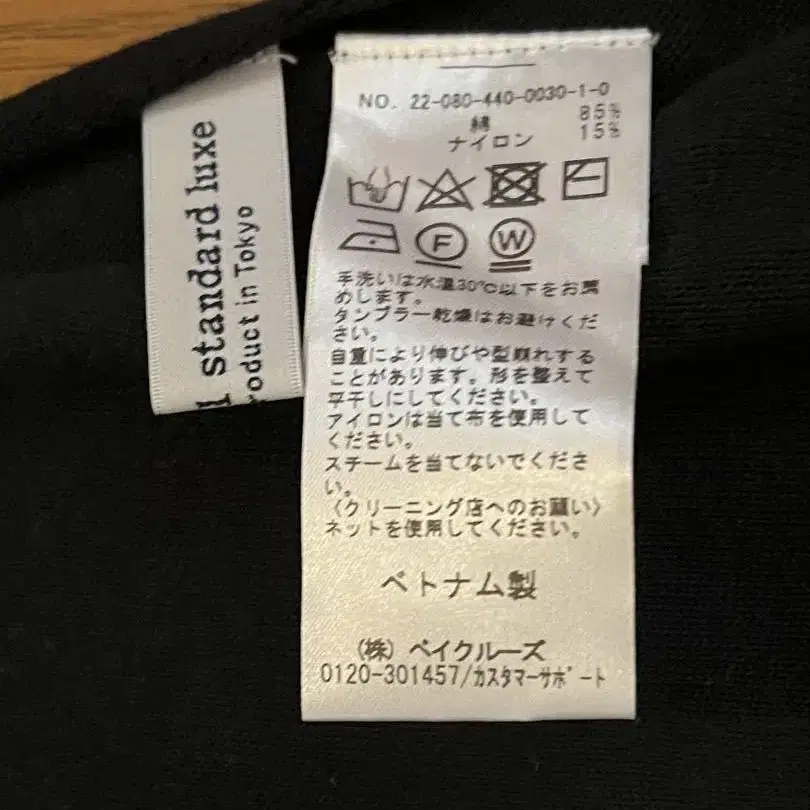 standard luxe
roduct in Tokyo
NO. 22-080-440-0030-1-0
綿 85%
ナイロン 15%
F W
手洗いは水温30℃以下をお薦
めします。
タンブラー乾燥はお避けくだ
さい。
自重により伸びや型崩れする
ことがあります。形を整えて
平干しにしてください。
アイロンは当て布を使用して
ください。
スチームを当てないでくださ
い。
〈クリーニング店へのお願い〉
ネットを使用してください。
ベトナム製
(株) ベイクルーズ
0120-301457/カスタマーサポート